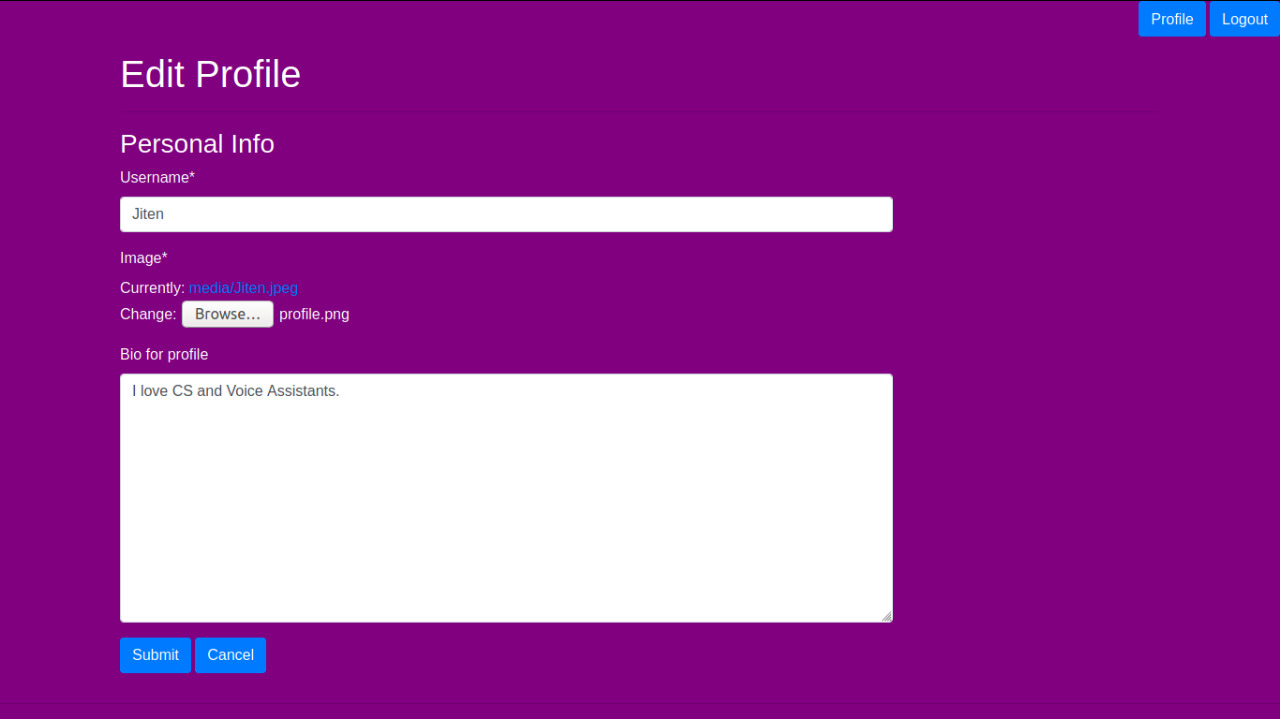 Profile Logout
Edit Profile
Personal Info
Username*
Jiten
Image*
Currently: media/Jiten.jpeg
Change: Browse... profile.png
Bio for profile
I love CS and Voice Assistants.
Submit Cancel